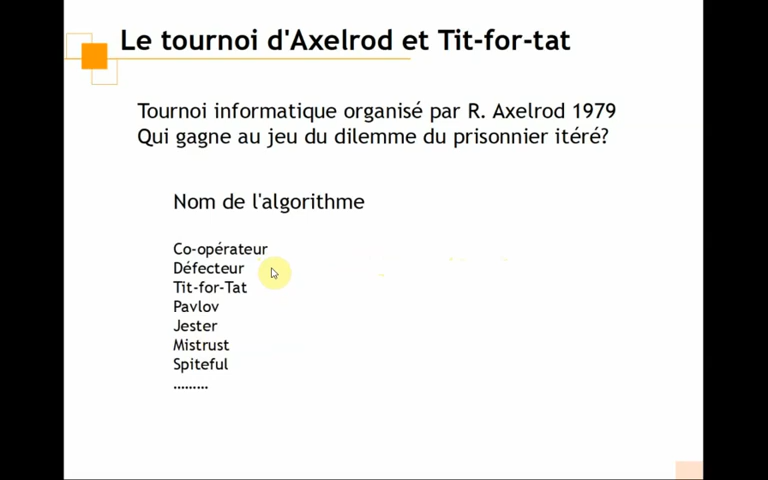 Le tournoi d'Axelrod et Tit-for-tat
Tournoi informatique organisé par R. Axelrod 1979
Qui gagne au jeu du dilemme du prisonnier itéré?
Nom de l'algorithme
Co-opérateur
Défecteur
Tit-for-Tat
Pavlov
Jester
Mistrust
Spiteful
.........